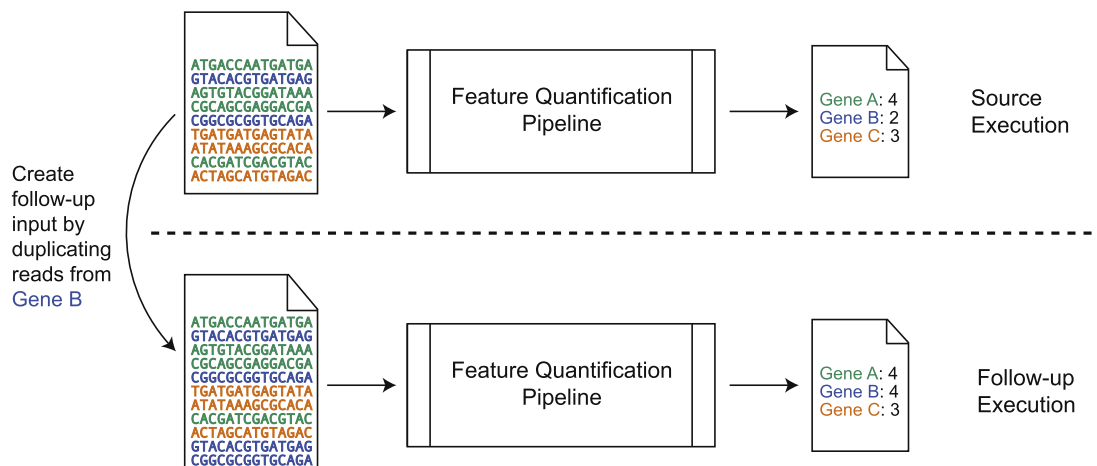 ATGACCAATGATGA
GTACACGTGATGAG
AGTGTACGGATAAA
CGCAGCGAGGACGA
CGGCGCGGTGCAGA
TGATGATGAGTATA
ATATAAAGCGCACA
CACGATCGACGTAC
ACTAGCATGTAGAC
Feature Quantification
Pipeline
Gene A: 4
Gene B: 2
Gene C: 3
Source
Execution
Create
follow-up
input by
duplicating
reads from
Gene B
ATGACCAATGATGA
GTACACGTGATGAG
AGTGTACGGATAAA
CGCAGCGAGGACGA
CGGCGCGGTGCAGA
TGATGATGAGTATA
ATATAAAGCGCACA
CACGATCGACGTAC
ACTAGCATGTAGAC
GTACACGTGATGAG
CGGCGCGGTGCAGA
Feature Quantification
Pipeline
Gene A: 4
Gene B: 4
Gene C: 3
Follow-up
Execution